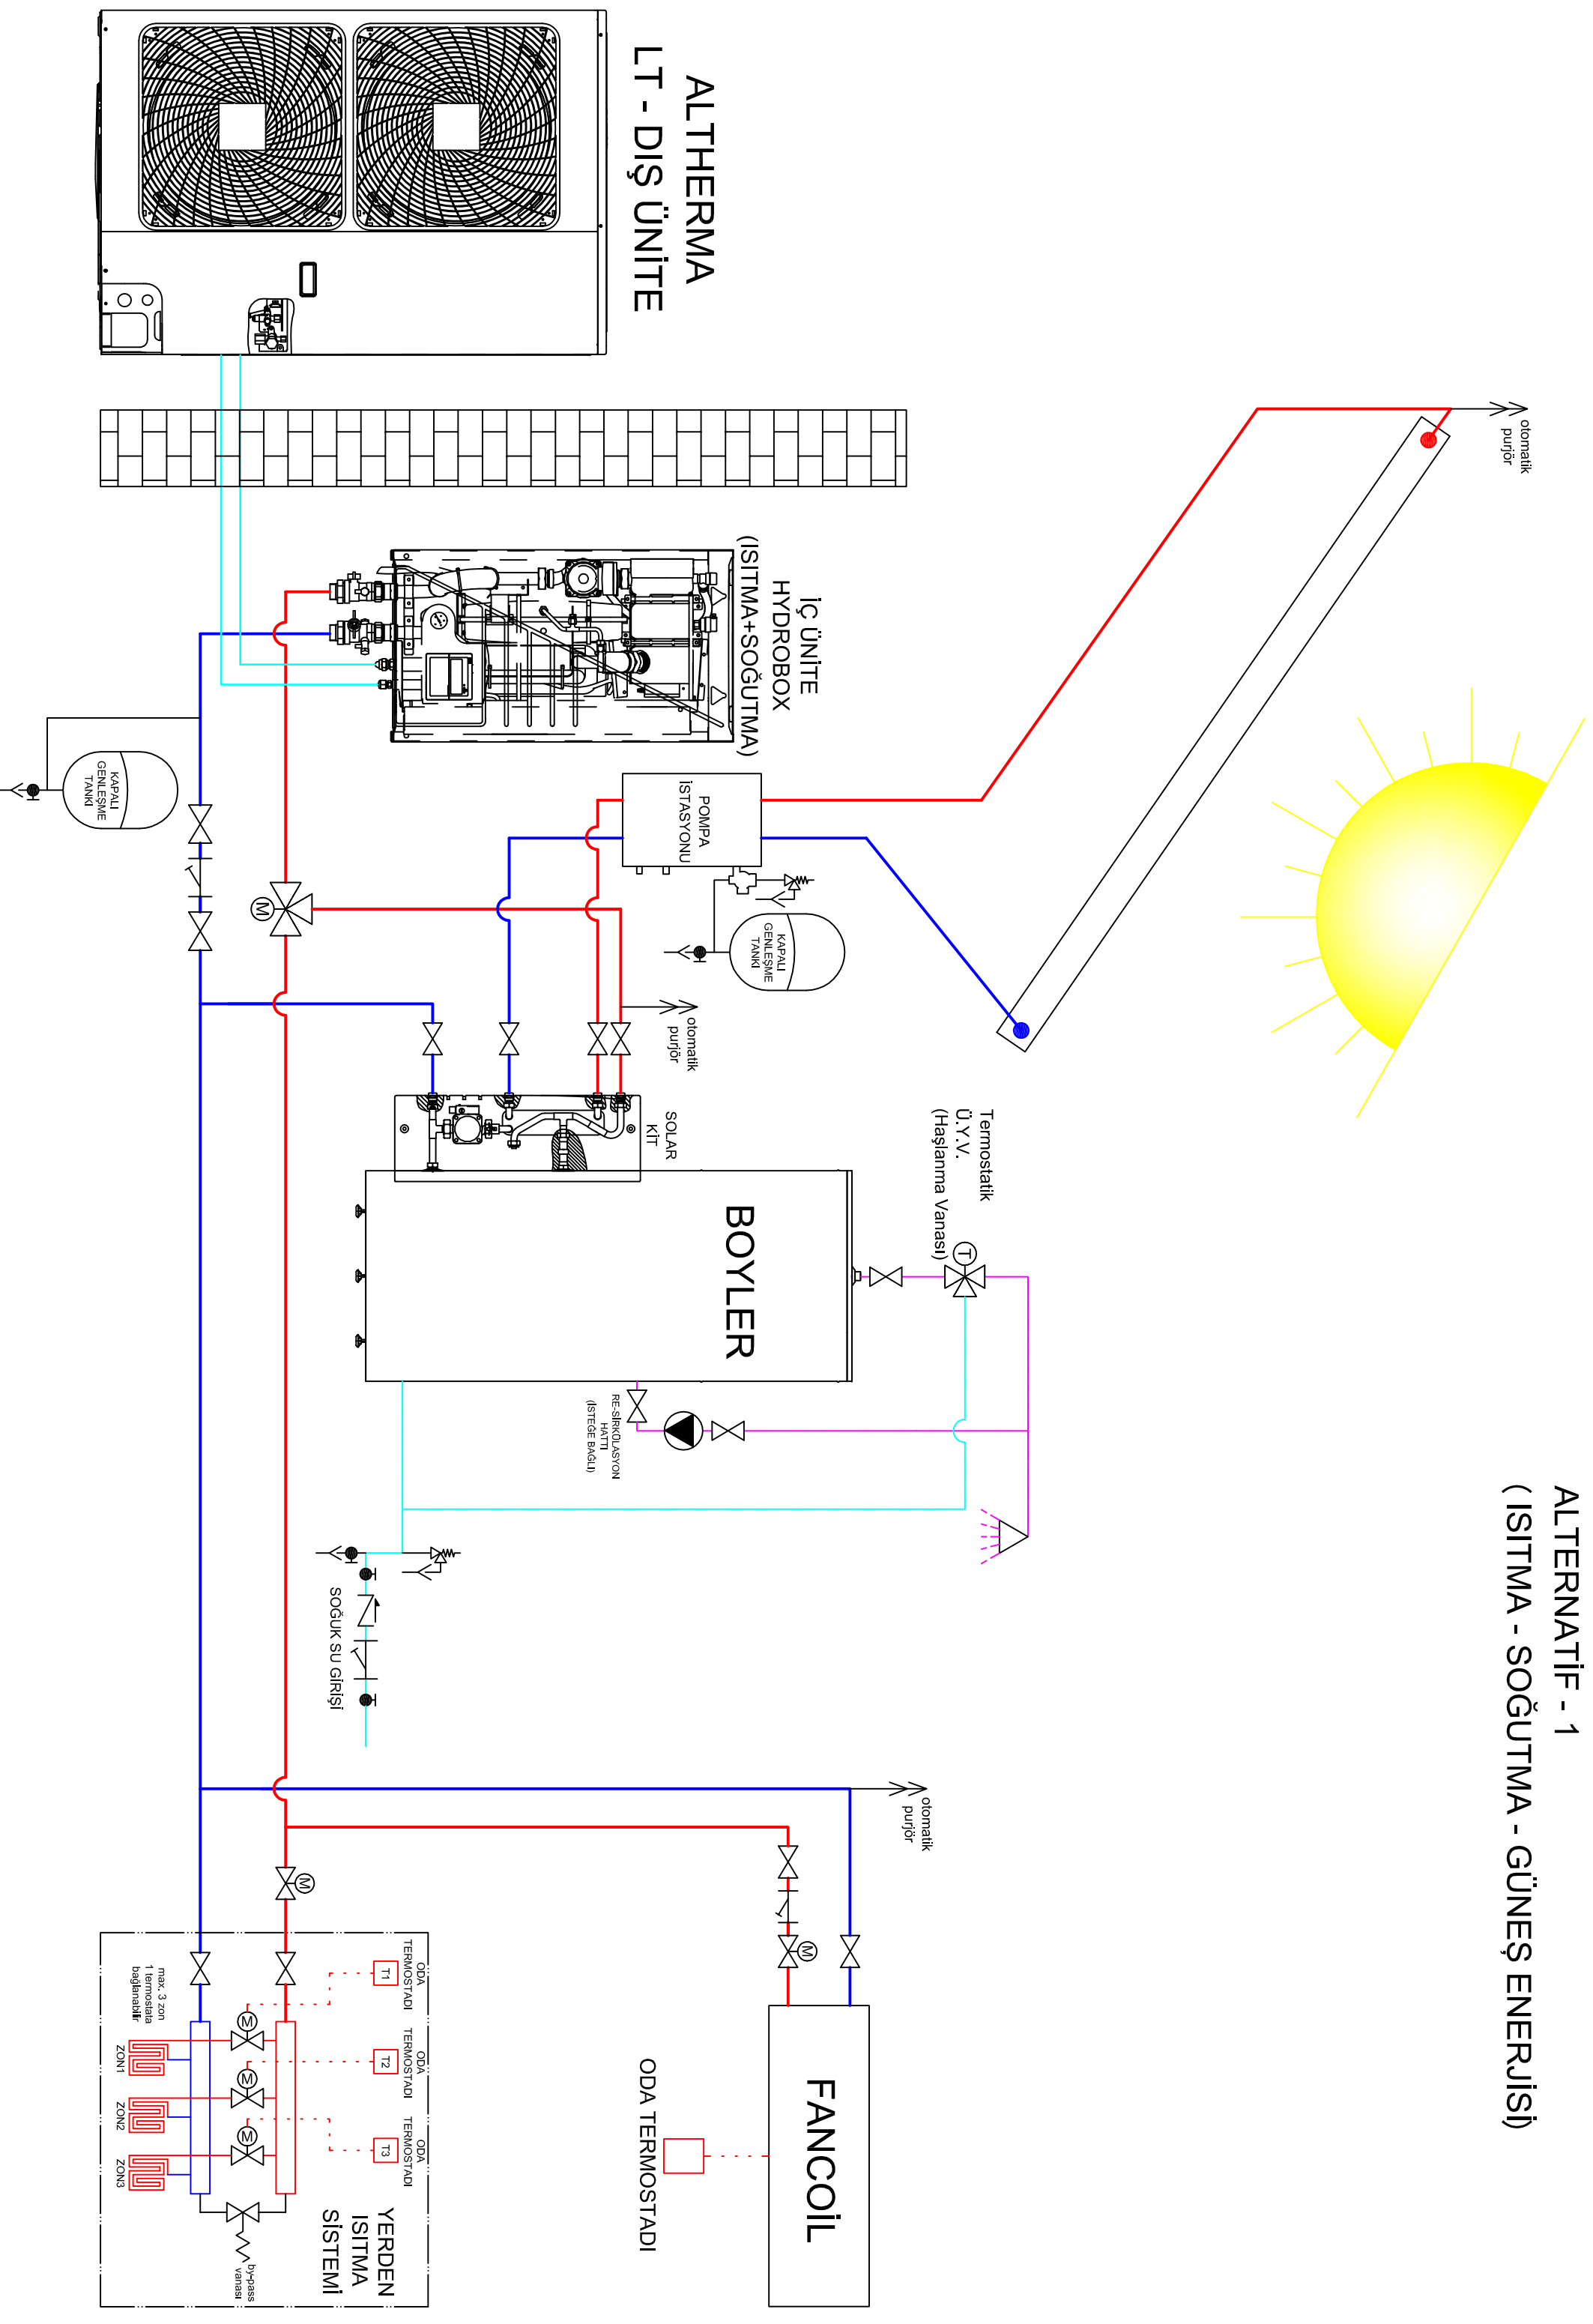 ALTERNATİF - 1
( ISITMA - SOĞUTMA - GÜNEŞ ENERJİSİ)
otomatik
purjör
ALTHERMA
LT - DIŞ ÜNİTE
İÇ ÜNİTE
HYDROBOX
(ISITMA+SOĞUTMA)
POMPA
İSTASYONU
KAPALI
GENLEŞME
TANKI
otomatik
purjör
KAPALI
GENLEŞME
TANKI
M
SOLAR
KİT
Termostatik
Ü.Y.V.
(Haşlanma Vanası)
T
BOYLER
RE-SİRKÜLASYON
HATTI
(İSTEĞE BAĞLI)
SOĞUK SU GİRİŞİ
otomatik
purjör
M
M
FANCOİL
ODA TERMOSTADI
ODA
TERMOSTADI
T1
ODA
TERMOSTADI
T2
ODA
TERMOSTADI
T3
M
M
M
max. 3 zon
1 termostata
bağlanabilir
ZON1
ZON2
ZON3
YERDEN
ISITMA
SİSTEMİ
by-pass
vanası